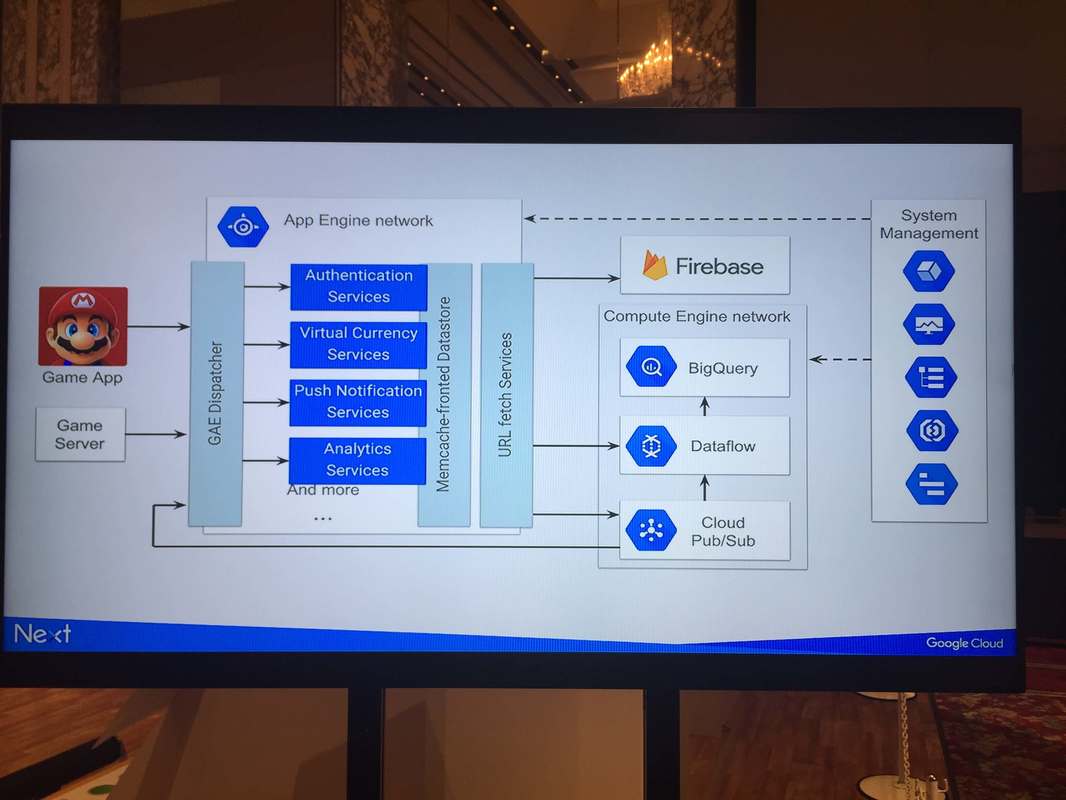 App Engine network
System
Management
Authentication
Services
Firebase
Virtual Currency
Services
Compute Engine network
Game App
GAE Dispatcher
Push Notification
Services
Memcache-fronted Datastore
URL fetch Services
BigQuery
Game
Server
Analytics
Services
Dataflow
And more
...
Cloud
Pub/Sub
Next
Google Cloud